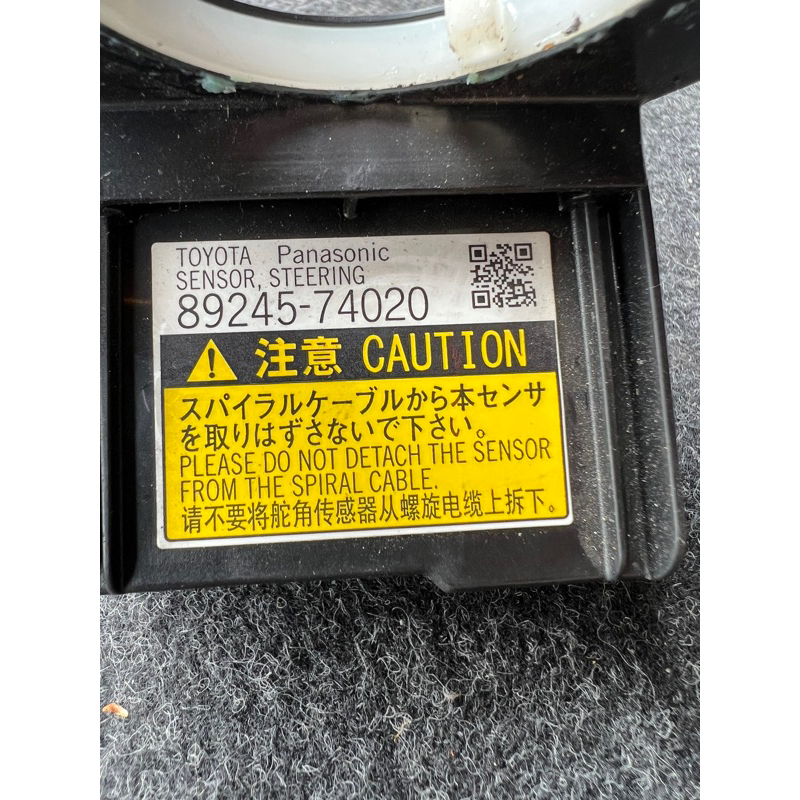 TOYOTA Panasonic
SENSOR, STEERING
89245-74020
注意 CAUTION
スパイラルケーブルから本センサ
を取りはずさないで下さい。
PLEASE DO NOT DETACH THE SENSOR
FROM THE SPIRAL CABLE.
请不要将舵角传感器从螺旋电缆上拆下。